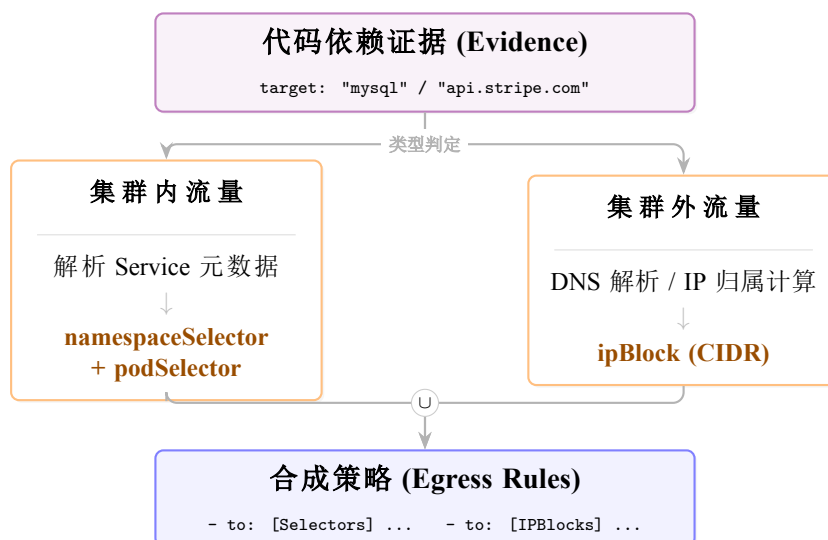 代码依赖证据 (Evidence)
target: "mysql" / "api.stripe.com"
类型判定
集群内流量
解析 Service 元数据
↓
namespaceSelector
+ podSelector
集群外流量
DNS 解析 / IP 归属计算
↓
ipBlock (CIDR)
∪
合成策略 (Egress Rules)
- to: [Selectors] ... - to: [IPBlocks] ...